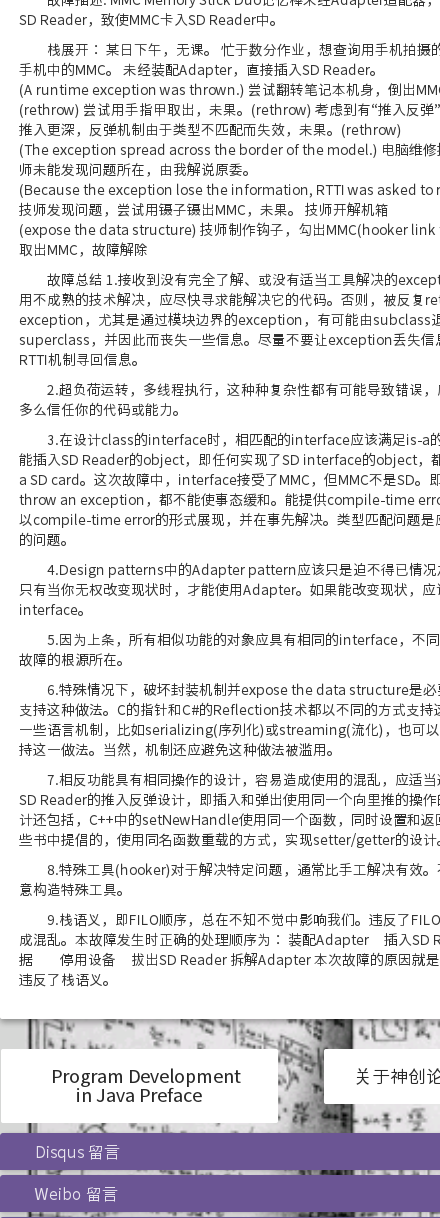 故障描述: MMC Memory Stick Duo记忆棒未经Adapter适配器，
SD Reader，致使MMC卡入SD Reader中。
栈展开： 某日下午，无课。 忙于数分作业，想查询用手机拍摄的
手机中的MMC。 未经装配Adapter，直接插入SD Reader。
(A runtime exception was thrown.) 尝试翻转笔记本机身，倒出MMC
(rethrow) 尝试用手指甲取出，未果。(rethrow) 考虑到有“推入反弹”
推入更深，反弹机制由于类型不匹配而失效，未果。(rethrow)
(The exception spread across the border of the model.) 电脑维修技
师未能发现问题所在，由我解说原委。
(Because the exception lose the information, RTTI was asked to r
技师发现问题，尝试用镊子镊出MMC，未果。 技师开解机箱
(expose the data structure) 技师制作钩子，勾出MMC(hooker link
取出MMC，故障解除
故障总结 1.接收到没有完全了解、或没有适当工具解决的except
用不成熟的技术解决，应尽快寻求能解决它的代码。否则，被反复ret
exception，尤其是通过模块边界的exception，有可能由subclass退
superclass，并因此而丧失一些信息。尽量不要让exception丢失信息
RTTI机制寻回信息。
2.超负荷运转，多线程执行，这种种复杂性都有可能导致错误，
多么信任你的代码或能力。
3.在设计class的interface时，相匹配的interface应该满足is-a的
能插入SD Reader的object，即任何实现了SD interface的object，都
a SD card。这次故障中，interface接受了MMC，但MMC不是SD。即
throw an exception，都不能使事态缓和。能提供compile-time erro
以compile-time error的形式展现，并在事先解决。类型匹配问题是
的问题。
4.Design patterns中的Adapter pattern应该只是迫不得已情况
只有当你无权改变现状时，才能使用Adapter。如果能改变现状，应
interface。
5.因为上条，所有相似功能的对象应具有相同的interface，不同
故障的根源所在。
6.特殊情况下，破坏封装机制并expose the data structure是必
支持这种做法。C的指针和C#的Reflection技术都以不同的方式支持这
一些语言机制，比如serializing(序列化)或streaming(流化)，也可以
持这一做法。当然，机制还应避免这种做法被滥用。
7.相反功能具有相同操作的设计，容易造成使用的混乱，应适当
SD Reader的推入反弹设计，即插入和弹出使用同一个向里推的操作的
计还包括，C++中的setNewHandle使用同一个函数，同时设置和返回
些书中提倡的，使用同名函数重载的方式，实现setter/getter的设计。
8.特殊工具(hooker)对于解决特定问题，通常比手工解决有效。
意构造特殊工具。
9.栈语义，即FILO顺序，总在不知不觉中影响我们。违反了FILO
成混乱。本故障发生时正确的处理顺序为： 装配Adapter 插入SD R
据 停用设备 拔出SD Reader 拆解Adapter 本次故障的原因就是
违反了栈语义。
Program Development
in Java Preface
关于神创论
Disqus 留言
Weibo 留言